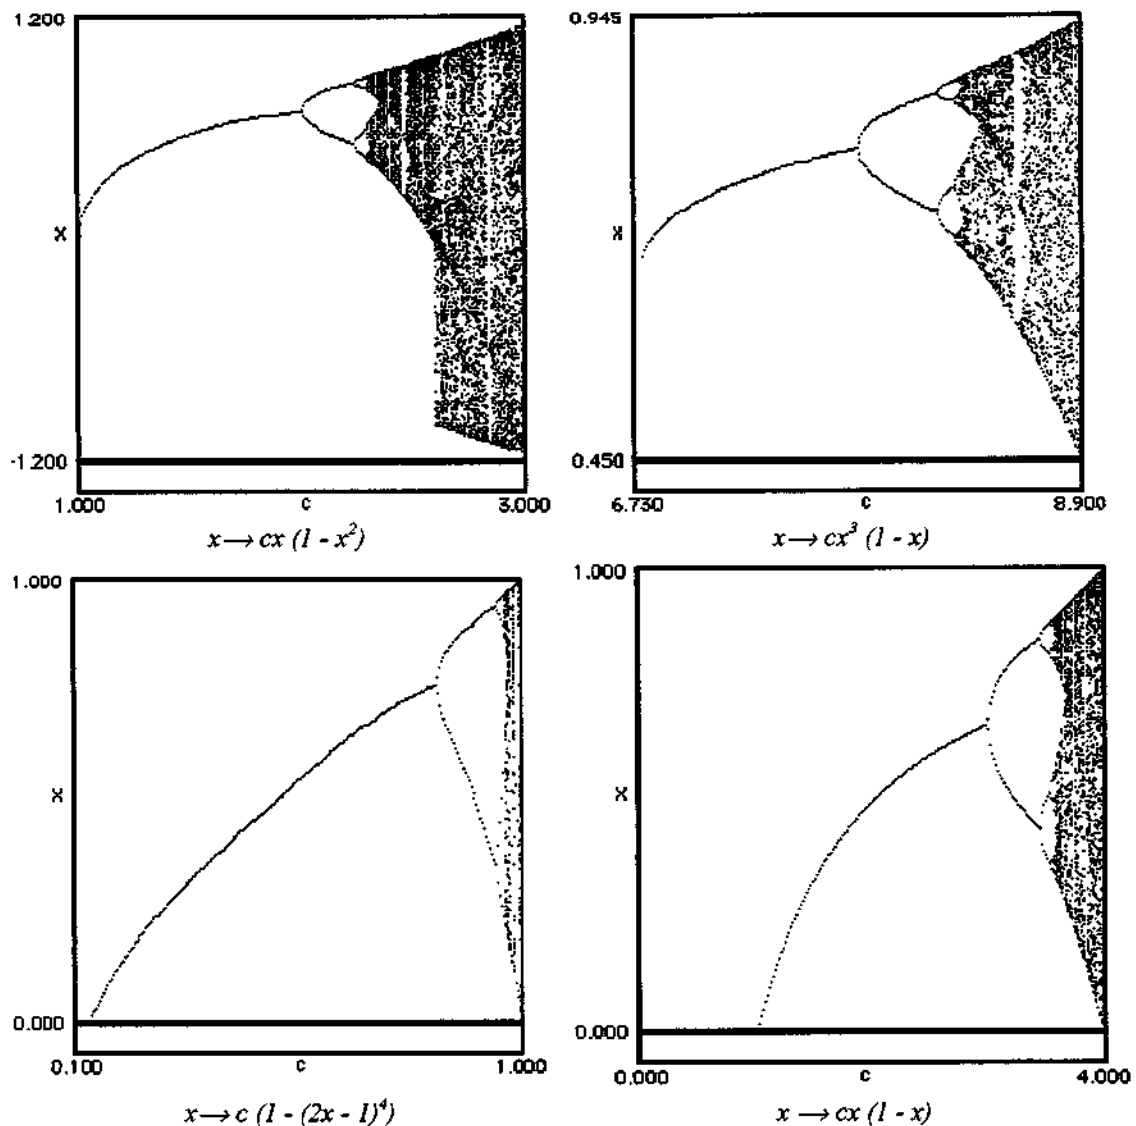 1.200
X
-1.200
1.000 c 3.000
x → cx (1 - x²)
0.945
X
0.450
6.730 c 8.900
x → cx³ (1 - x)
1.000
X
0.000
0.100 c 1.000
x → c (1 - (2x - 1)⁴)
1.000
X
0.000
0.000 c 4.000
x → cx (1 - x)